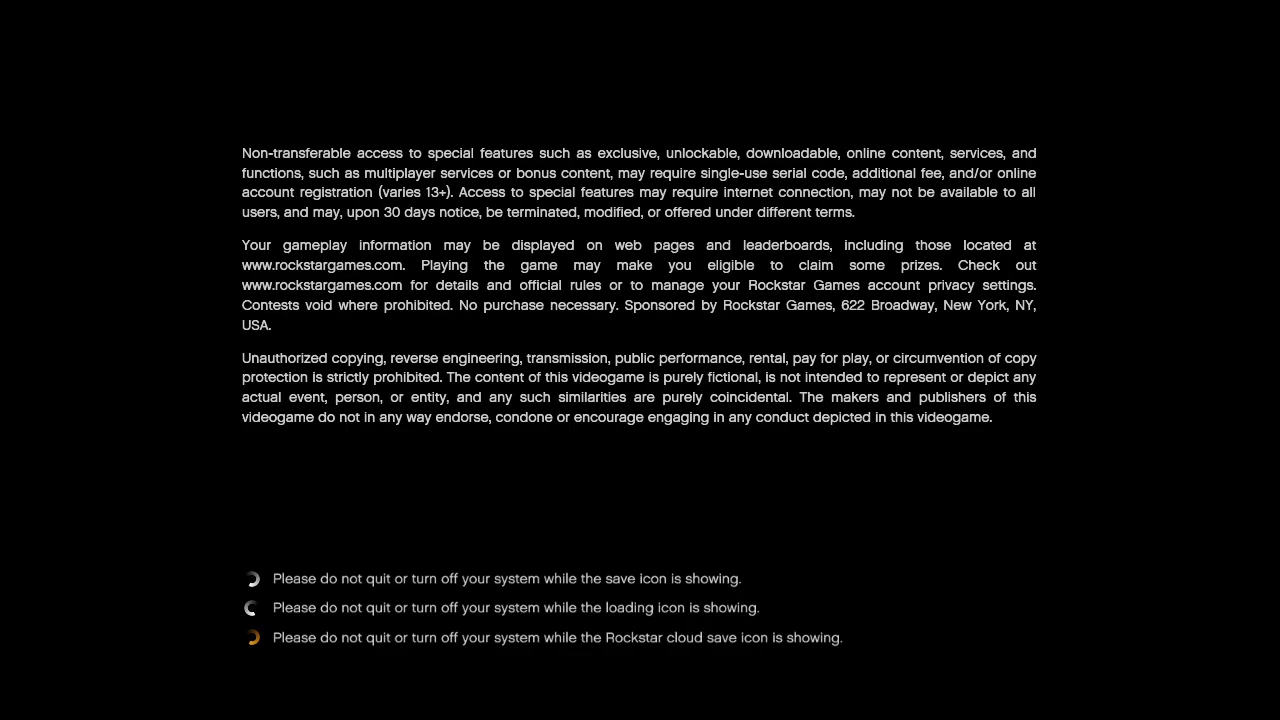 Non-transferable access to special features such as exclusive, unlockable, downloadable, online content, services, and
functions, such as multiplayer services or bonus content, may require single-use serial code, additional fee, and/or online
account registration (varies 13+). Access to special features may require internet connection, may not be available to all
users, and may, upon 30 days notice, be terminated, modified, or offered under different terms.
Your gameplay information may be displayed on web pages and leaderboards, including those located at
www.rockstargames.com. Playing the game may make you eligible to claim some prizes. Check out
www.rockstargames.com for details and official rules or to manage your Rockstar Games account privacy settings.
Contests void where prohibited. No purchase necessary. Sponsored by Rockstar Games, 622 Broadway, New York, NY,
USA.
Unauthorized copying, reverse engineering, transmission, public performance, rental, pay for play, or circumvention of copy
protection is strictly prohibited. The content of this videogame is purely fictional, is not intended to represent or depict any
actual event, person, or entity, and any such similarities are purely coincidental. The makers and publishers of this
videogame do not in any way endorse, condone or encourage engaging in any conduct depicted in this videogame.
Please do not quit or turn off your system while the save icon is showing.
Please do not quit or turn off your system while the loading icon is showing.
Please do not quit or turn off your system while the Rockstar cloud save icon is showing.